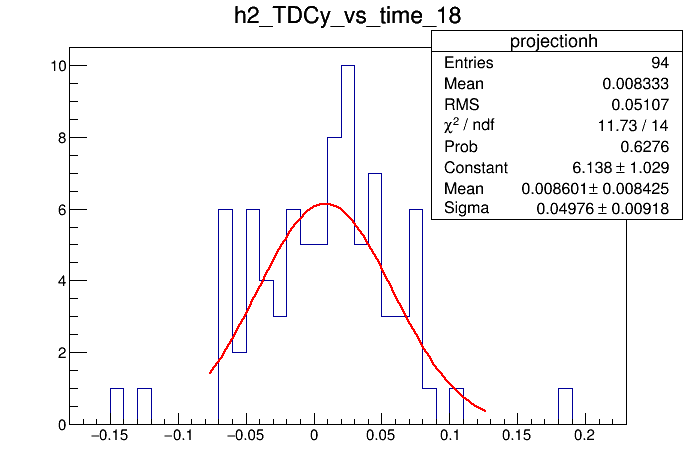 h2_TDCy_vs_time_18
projectionh
Entries 94
Mean 0.008333
RMS 0.05107
χ² / ndf 11.73 / 14
Prob 0.6276
Constant 6.138 ± 1.029
Mean 0.008601 ± 0.008425
Sigma 0.04976 ± 0.00918
10
8
6
4
2
0
−0.15 −0.1 −0.05 0 0.05 0.1 0.15 0.2